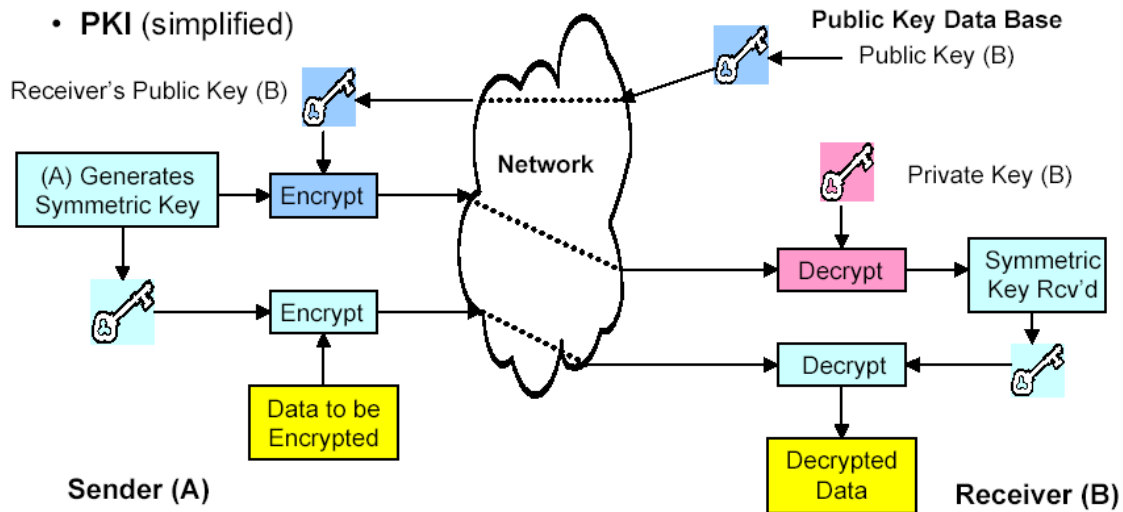 • PKI (simplified)
Public Key Data Base
Public Key (B)
Receiver's Public Key (B)
(A) Generates
Symmetric Key
Encrypt
Network
Private Key (B)
Decrypt
Symmetric
Key Rcv'd
Encrypt
Decrypt
Data to be
Encrypted
Decrypted
Data
Sender (A)
Receiver (B)